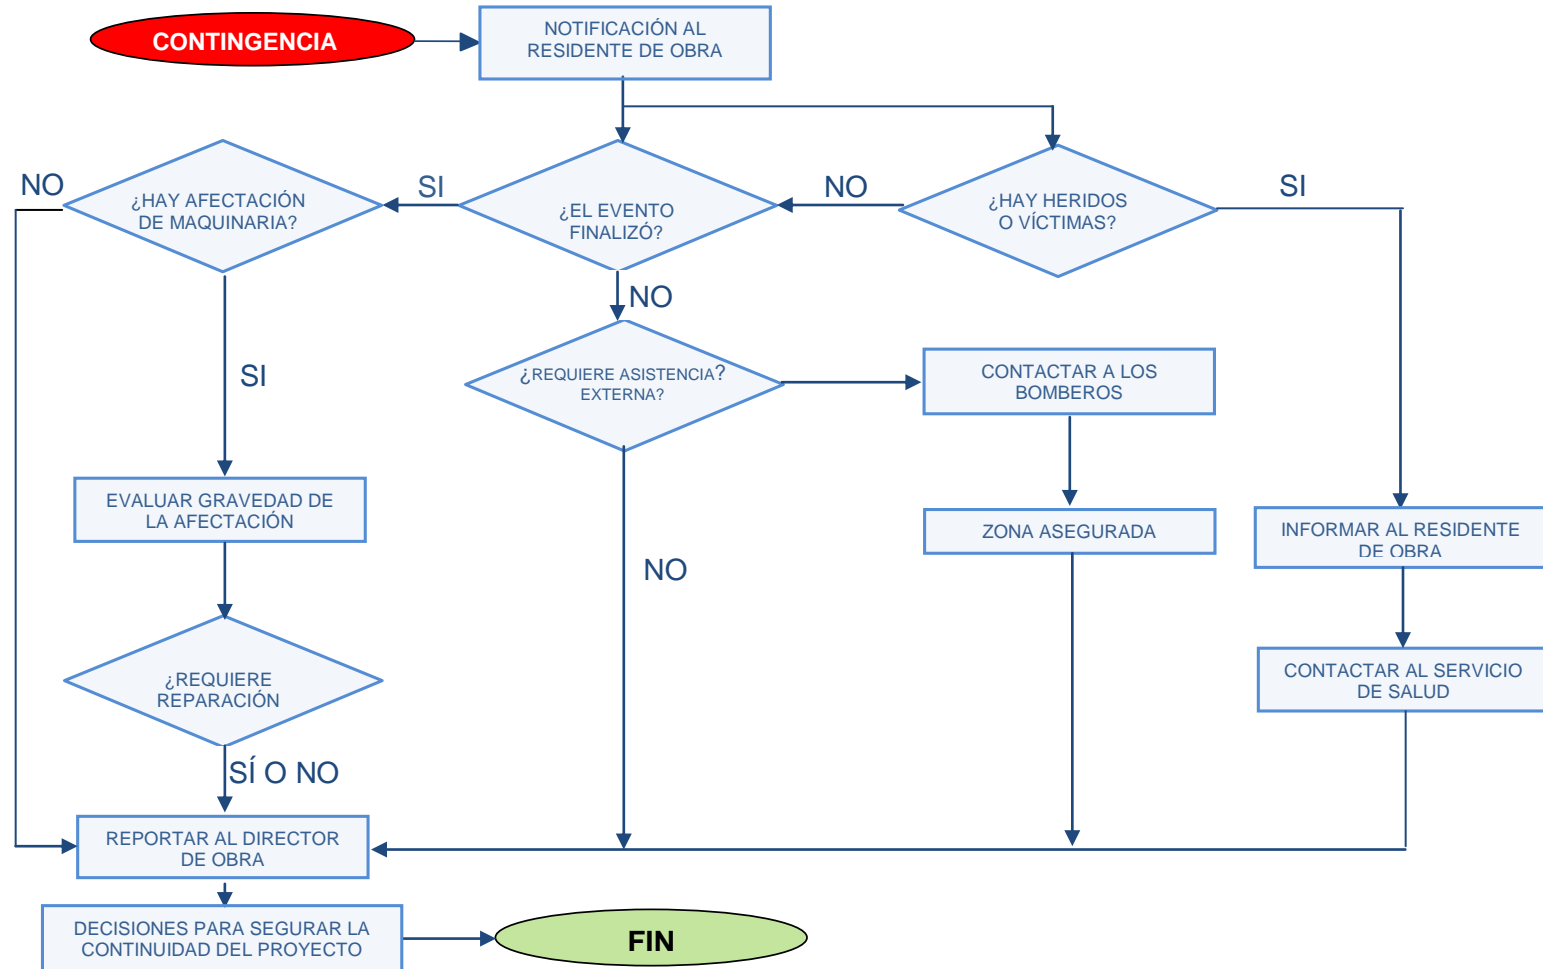 CONTINGENCIA
NOTIFICACIÓN AL
RESIDENTE DE OBRA
NO
¿HAY AFECTACIÓN
DE MAQUINARIA?
SI
¿EL EVENTO
FINALIZÓ?
NO
¿HAY HERIDOS
O VÍCTIMAS?
SI
NO
SI
¿REQUIERE ASISTENCIA?
EXTERNA?
CONTACTAR A LOS
BOMBEROS
EVALUAR GRAVEDAD DE
LA AFECTACIÓN
NO
ZONA ASEGURADA
INFORMAR AL RESIDENTE
DE OBRA
¿REQUIERE
REPARACIÓN
CONTACTAR AL SERVICIO
DE SALUD
SÍ O NO
REPORTAR AL DIRECTOR
DE OBRA
DECISIONES PARA SEGURAR LA
CONTINUIDAD DEL PROYECTO
FIN